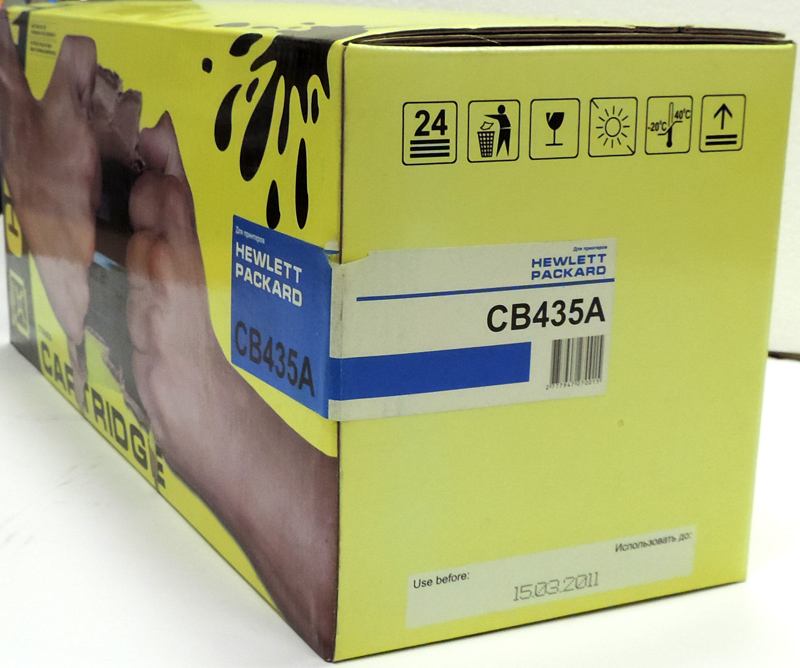 24
-20°C
40°C
Для принтеров
HEWLETT
PACKARD
CB435A
Для принтеров
HEWLETT
PACKARD
CB435A
CARTRIDGE
Use before:
Использовать до:
15.03.2011